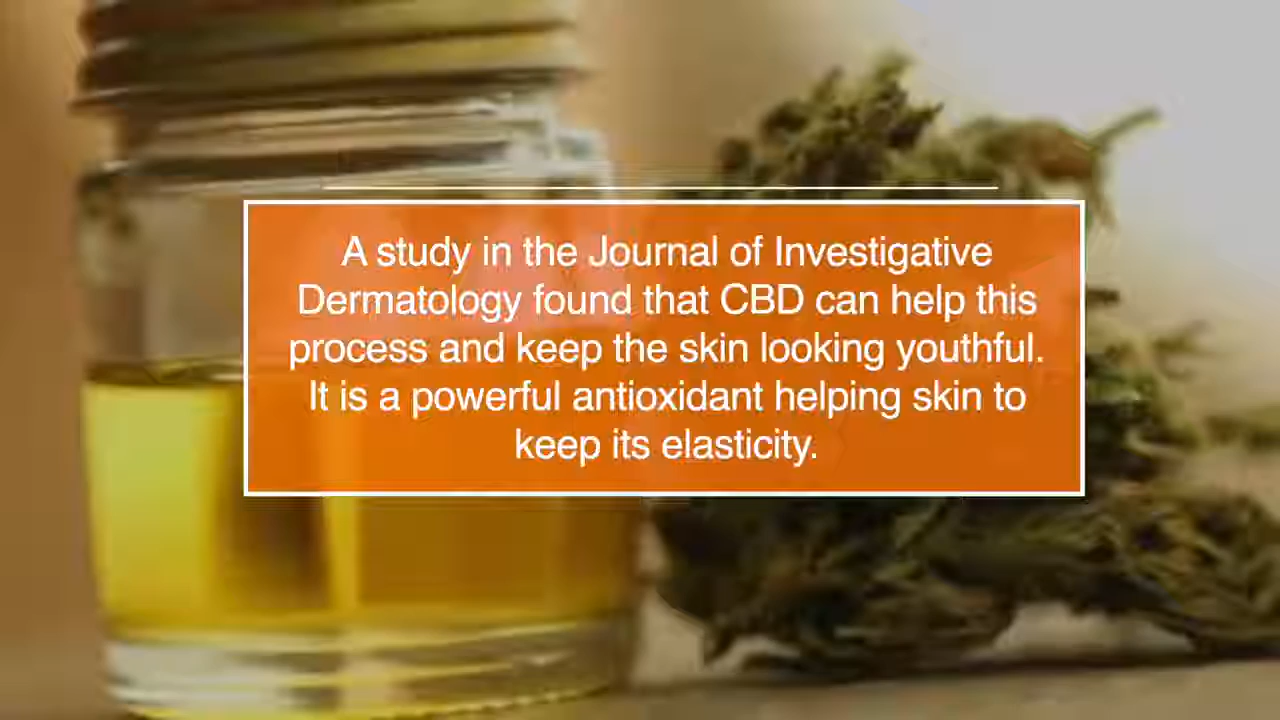 A study in the Journal of Investigative
Dermatology found that CBD can help this
process and keep the skin looking youthful.
It is a powerful antioxidant helping skin to
keep its elasticity.